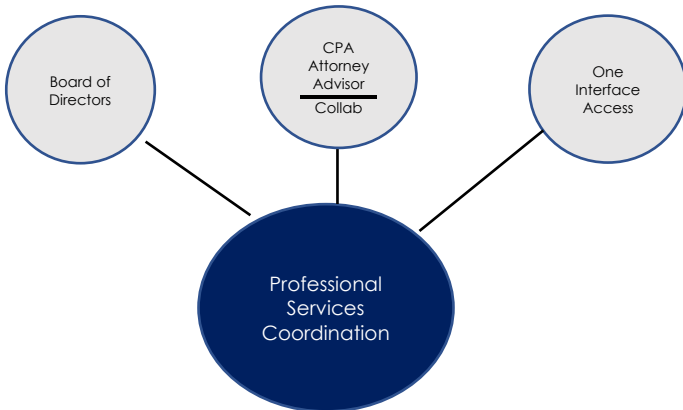 Board of
Directors
CPA
Attorney
Advisor
Collab
One
Interface
Access
Professional
Services
Coordination